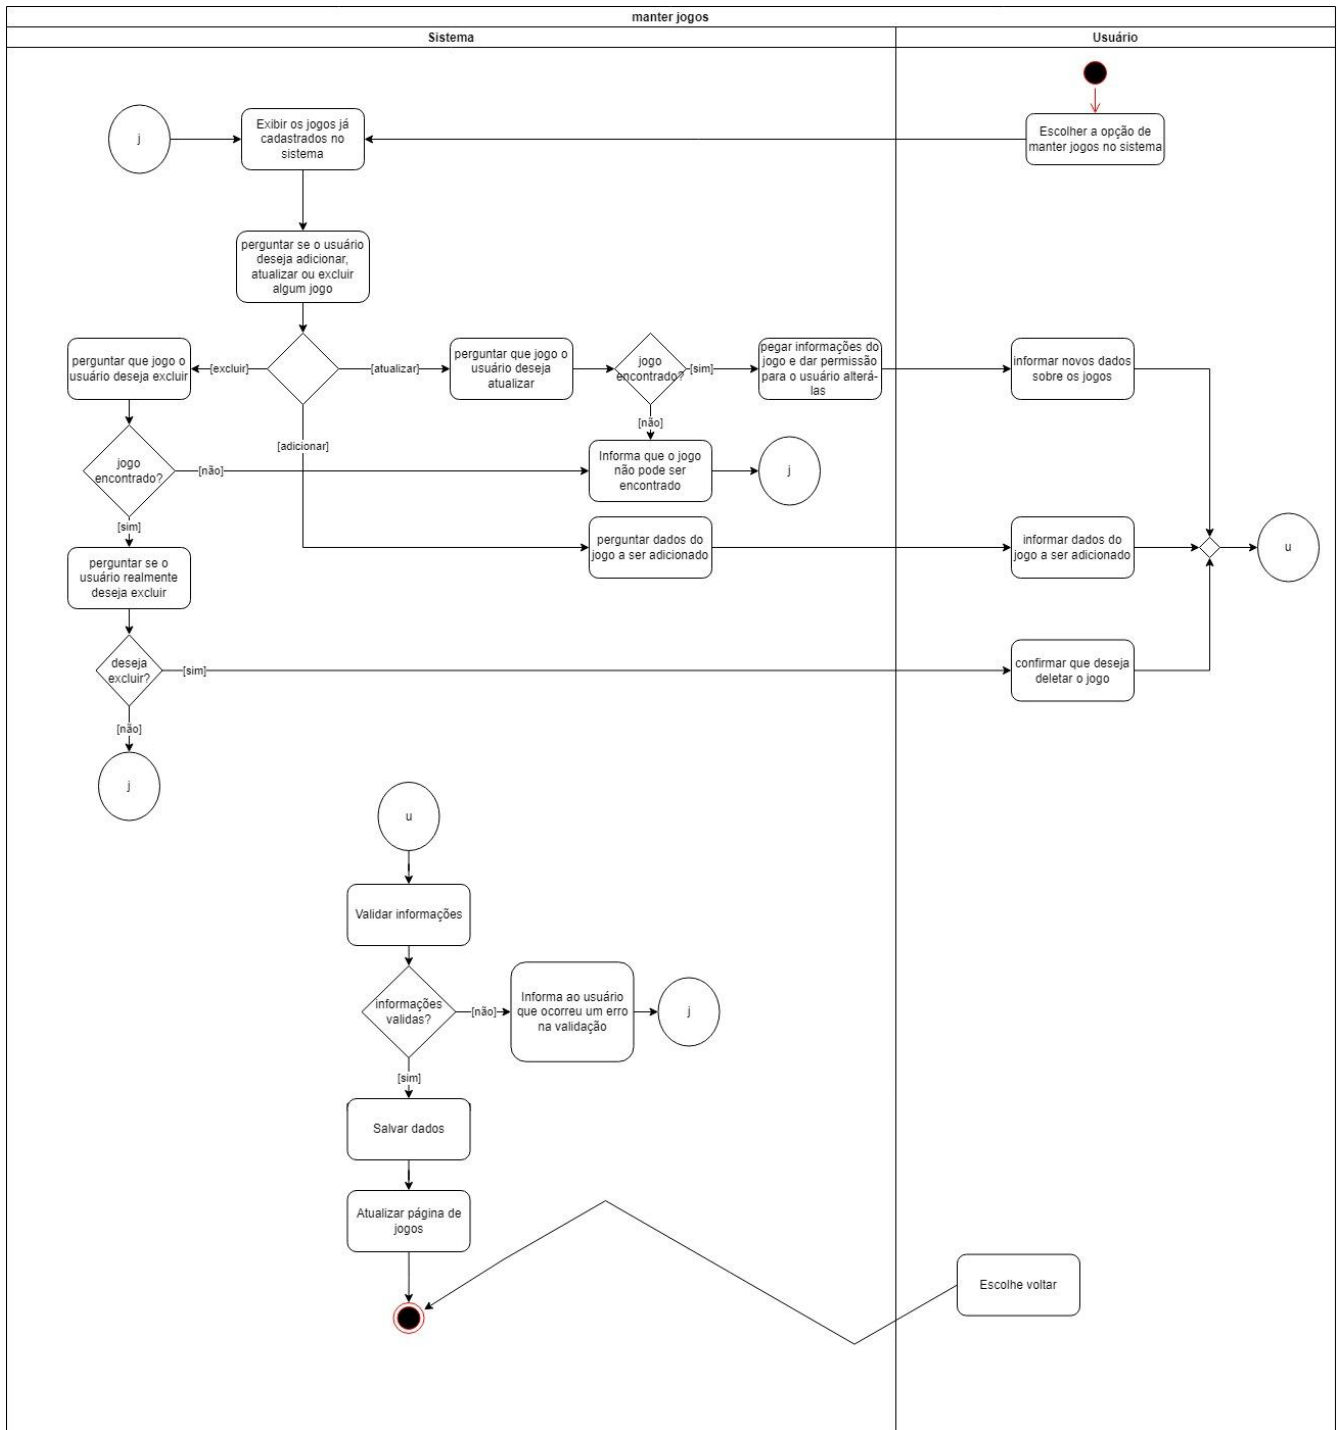 manter jogos
Sistema
Usuário
j
Exibir os jogos já
cadastrados no
sistema
Escolher a opção de
manter jogos no sistema
perguntar se o usuário
deseja adicionar,
atualizar ou excluir
algum jogo
perguntar que jogo o
usuário deseja excluir
[excluir]
[atualizar]
perguntar que jogo o
usuário deseja
atualizar
jogo
encontrado?
[sim]
pegar informações do
jogo e dar permissão
para o usuário alterá-
las
informar novos dados
sobre os jogos
[não]
[adicionar]
jogo
encontrado?
[não]
Informa que o jogo
não pode ser
encontrado
j
[sim]
perguntar dados do
jogo a ser adicionado
informar dados do
jogo a ser adicionado
u
perguntar se o
usuário realmente
deseja excluir
deseja
excluir?
[sim]
confirmar que deseja
deletar o jogo
[não]
j
u
Validar informações
informações
validas?
[não]
Informa ao usuário
que ocorreu um erro
na validação
j
[sim]
Salvar dados
Atualizar página de
jogos
Escolhe voltar